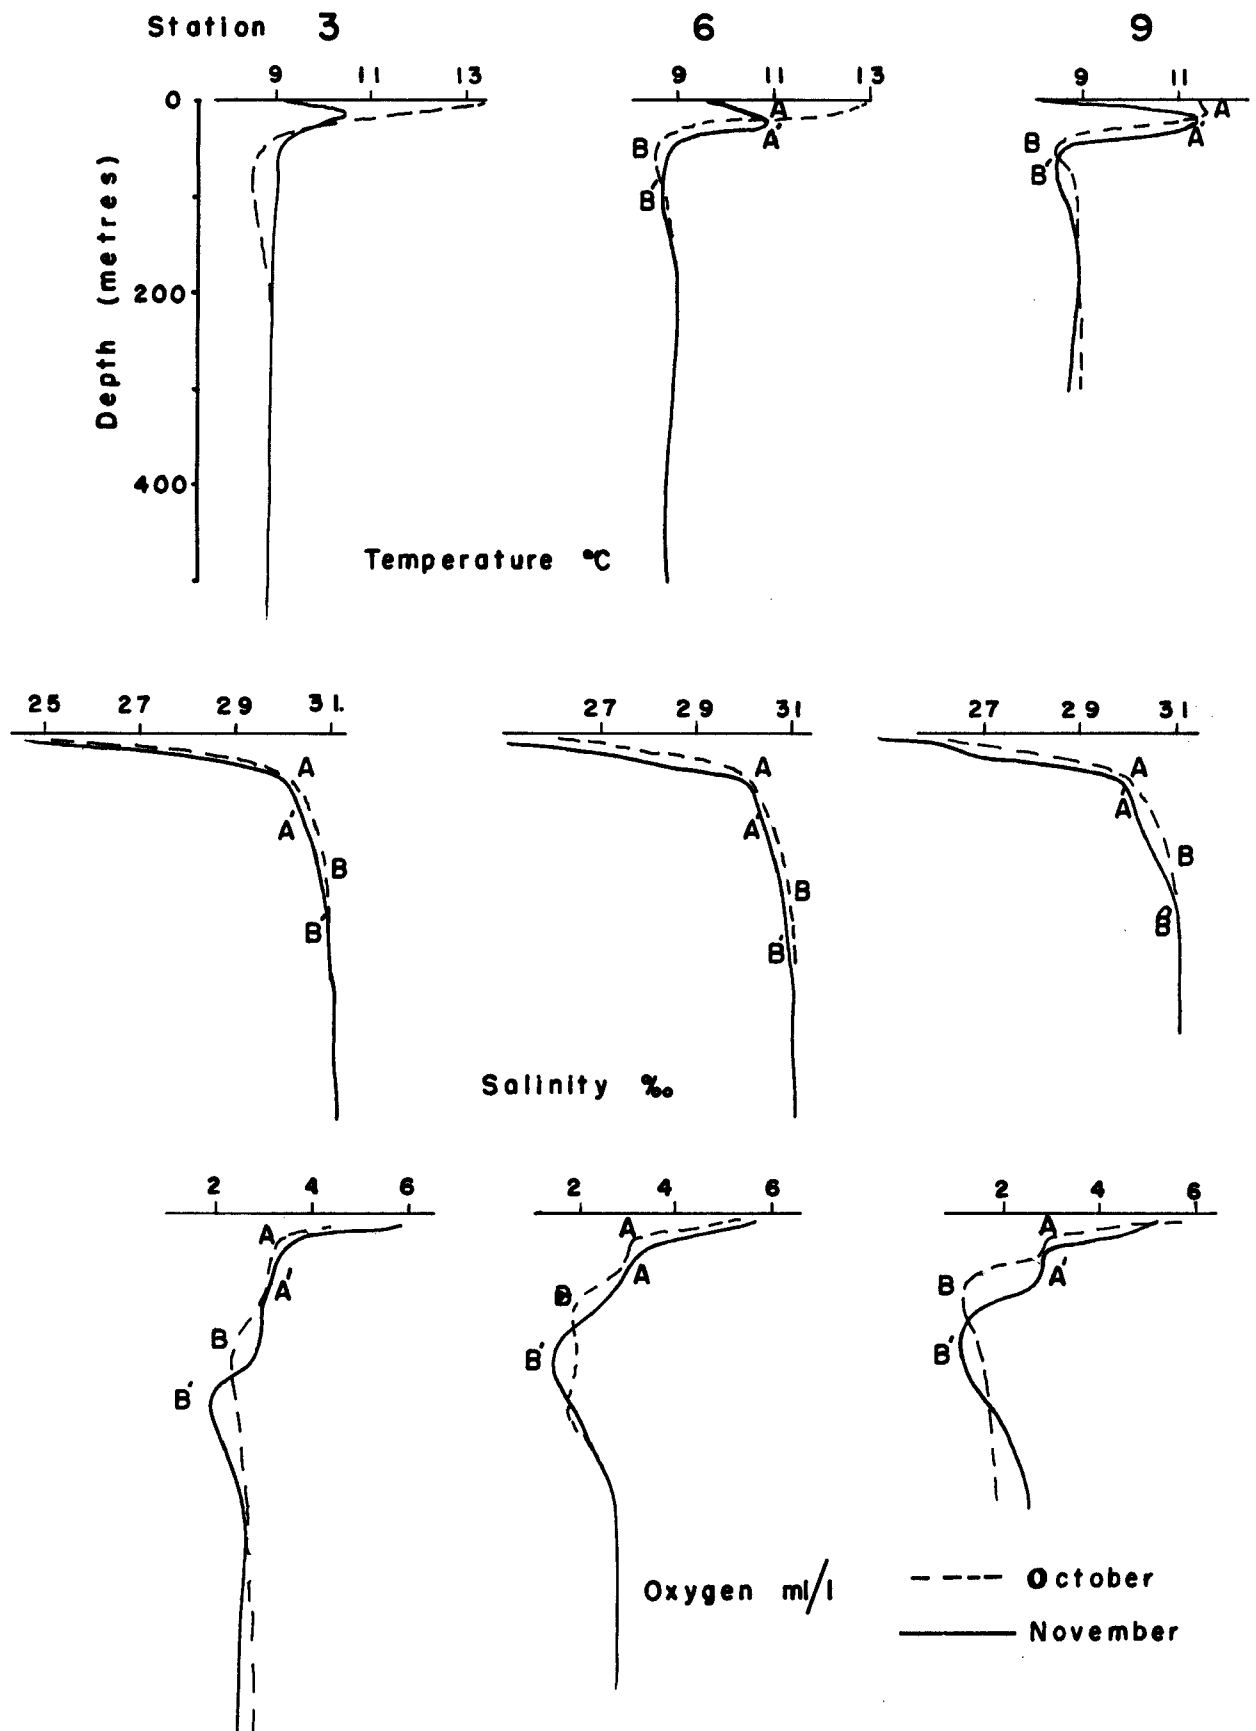 Station 3 6 9
9 11 13 9 11 13 9 11
0
200
400
Depth (metres)
A A' B B'
A A' B B'
Temperature °C
25 27 29 31. 27 29 31 27 29 31
A A' B B'
A A' B B'
A A' B B
Salinity ‰
2 4 6 2 4 6 2 4 6
A A' B B'
A A B B'
A A' B B'
Oxygen ml/l
October
November